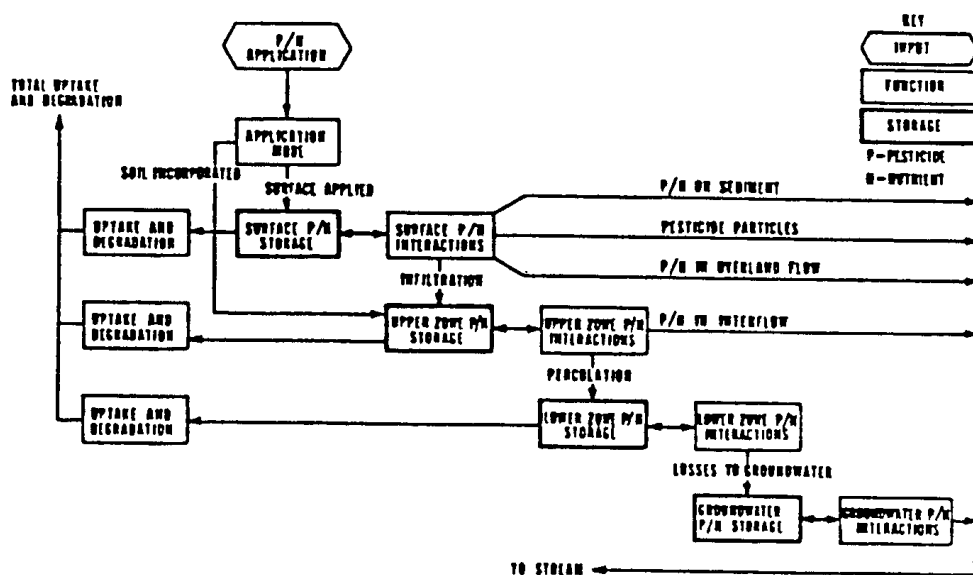 P/N
APPLICATION
KEY
INPUT
FUNCTION
STORAGE
P-PESTICIDE
N-NUTRIENT
TOTAL UPTAKE
AND DEGRADATION
APPLICATION
MODE
SOIL INCORPORATED
SURFACE APPLIED
P/N ON SEDIMENT
UPTAKE AND
DEGRADATION
SURFACE P/N
STORAGE
SURFACE P/N
INTERACTIONS
PESTICIDE PARTICLES
P/N IN OVERLAND FLOW
INFILTRATION
UPTAKE AND
DEGRADATION
UPPER ZONE P/N
STORAGE
UPPER ZONE P/N
INTERACTIONS
P/N IN INTERFLOW
PERCULATION
UPTAKE AND
DEGRADATION
LOWER ZONE P/N
STORAGE
LOWER ZONE P/N
INTERACTIONS
LOSSES TO GROUNDWATER
GROUNDWATER
P/N STORAGE
GROUNDWATER P/N
INTERACTIONS
TO STREAM